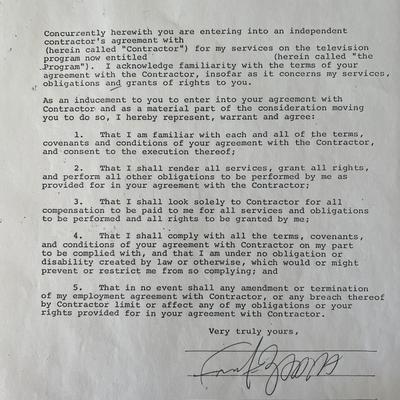 Concurrently herewith you are entering into an independent
contractor's agreement with
(herein called "Contractor") for my services on the television
program now entitled (herein called "the
Program"). I acknowledge familiarity with the terms of your
agreement with the Contractor, insofar as it concerns my services,
obligations and grants of rights to you.
As an inducement to you to enter into your agreement with
Contractor and as a material part of the consideration moving
you to do so, I hereby represent, warrant and agree:
1. That I am familiar with each and all of the terms,
covenants and conditions of your agreement with the Contractor,
and consent to the execution thereof;
2. That I shall render all services, grant all rights,
and perform all other obligations to be performed by me as
provided for in your agreement with the Contractor;
3. That I shall look solely to Contractor for all
compensation to be paid to me for all services and obligations
to be performed and all rights to be granted by me;
4. That I shall comply with all the terms, covenants,
and conditions of your agreement with Contractor on my part
to be complied with, and that I am under no obligation or
disability created by law or otherwise, which would or might
prevent or restrict me from so complying; and
5. That in no event shall any amendment or termination
of my employment agreement with Contractor, or any breach thereof
by Contractor limit or affect any of my obligations or your
rights provided for in your agreement with Contractor.
Very truly yours,